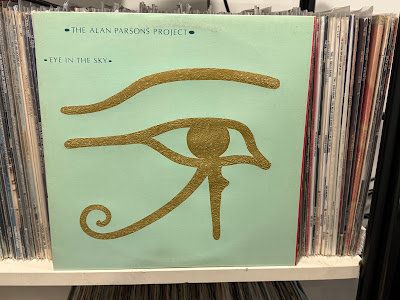 THE ALAN PARSONS PROJECT
EYE IN THE SKY